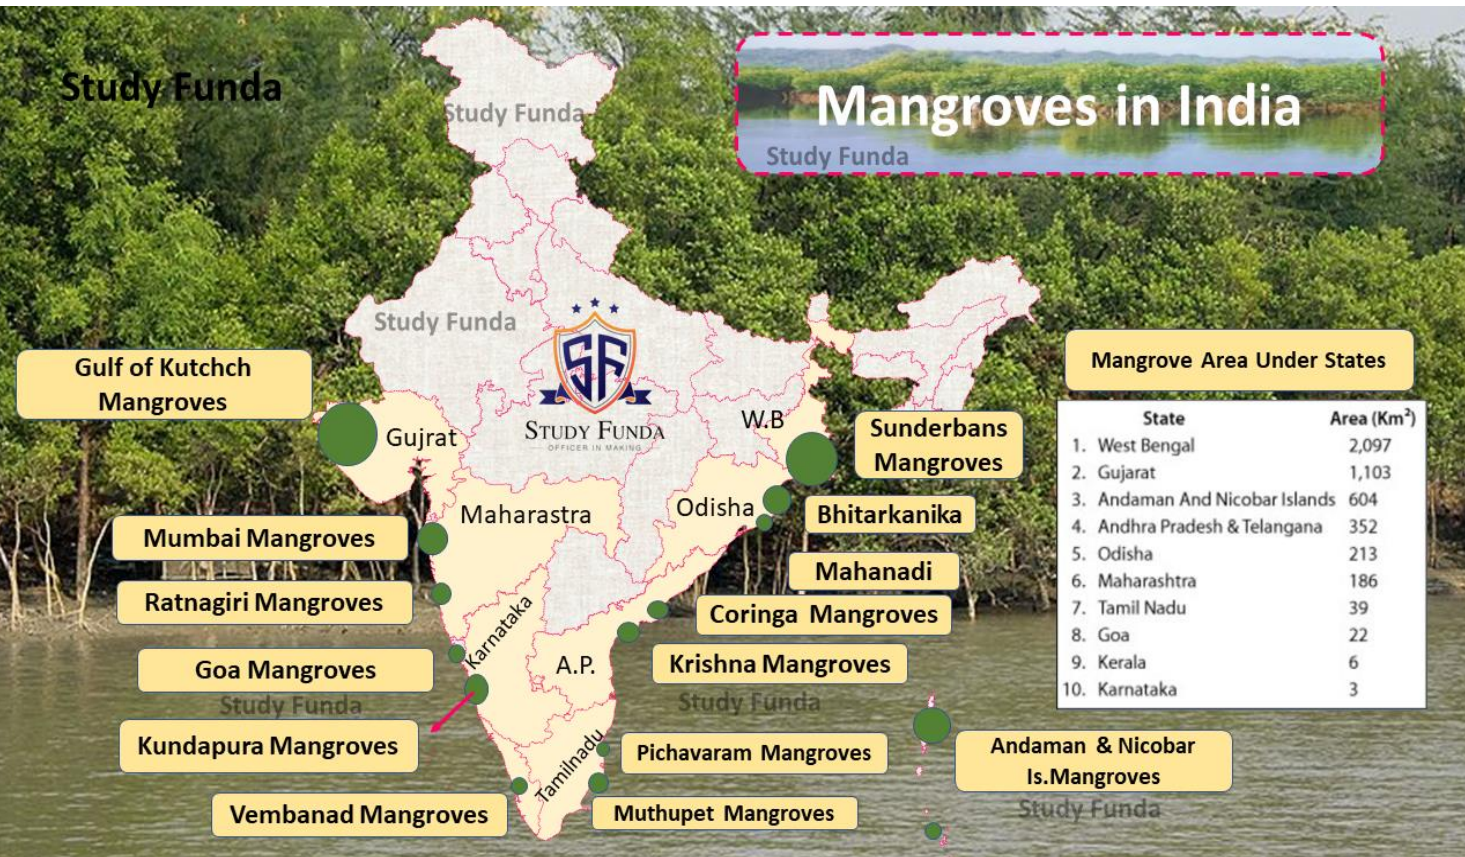 Study Funda
Mangroves in India
Study Funda
Study Funda
Study Funda
SF
STUDY FUNDA
OFFICER IN MAKING
Gulf of Kutchch
Mangroves
Gujrat
W.B
Sunderbans
Mangroves
Maharastra
Odisha
Bhitarkanika
Mumbai Mangroves
Mahanadi
Ratnagiri Mangroves
Coringa Mangroves
Karnataka
A.P.
Krishna Mangroves
Goa Mangroves
Study Funda
Study Funda
Kundapura Mangroves
Tamilnadu
Pichavaram Mangroves
Vembanad Mangroves
Muthupet Mangroves
Andaman & Nicobar
Is.Mangroves
Study Funda
Mangrove Area Under States
State Area (Km²)
1. West Bengal 2,097
2. Gujarat 1,103
3. Andaman And Nicobar Islands 604
4. Andhra Pradesh & Telangana 352
5. Odisha 213
6. Maharashtra 186
7. Tamil Nadu 39
8. Goa 22
9. Kerala 6
10. Karnataka 3